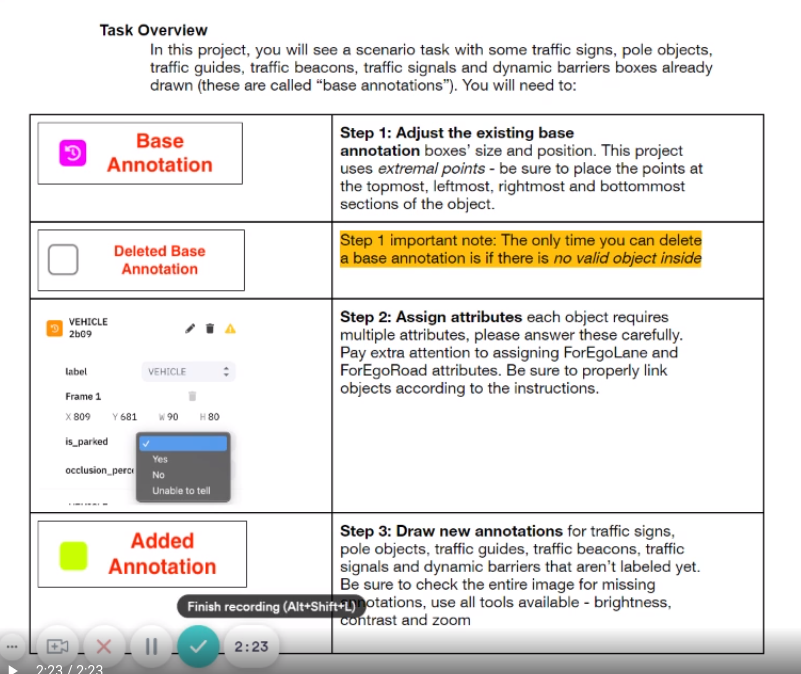 Task Overview
In this project, you will see a scenario task with some traffic signs, pole objects,
traffic guides, traffic beacons, traffic signals and dynamic barriers boxes already
drawn (these are called “base annotations”). You will need to:
Base
Annotation
Step 1: Adjust the existing base
annotation boxes’ size and position. This project
uses extremal points - be sure to place the points at
the topmost, leftmost, rightmost and bottommost
sections of the object.
Deleted Base
Annotation
Step 1 important note: The only time you can delete
a base annotation is if there is no valid object inside
VEHICLE
2b09
label
VEHICLE
Frame 1
X 809 Y 681 W 90 H 80
is_parked
occlusion_perc
Yes
No
Unable to tell
Step 2: Assign attributes each object requires
multiple attributes, please answer these carefully.
Pay extra attention to assigning ForEgoLane and
ForEgoRoad attributes. Be sure to properly link
objects according to the instructions.
Added
Annotation
Step 3: Draw new annotations for traffic signs,
pole objects, traffic guides, traffic beacons, traffic
signals and dynamic barriers that aren’t labeled yet.
Be sure to check the entire image for missing
annotations, use all tools available - brightness,
contrast and zoom
Finish recording (Alt+Shift+L)
2:23
2:23 / 2:23